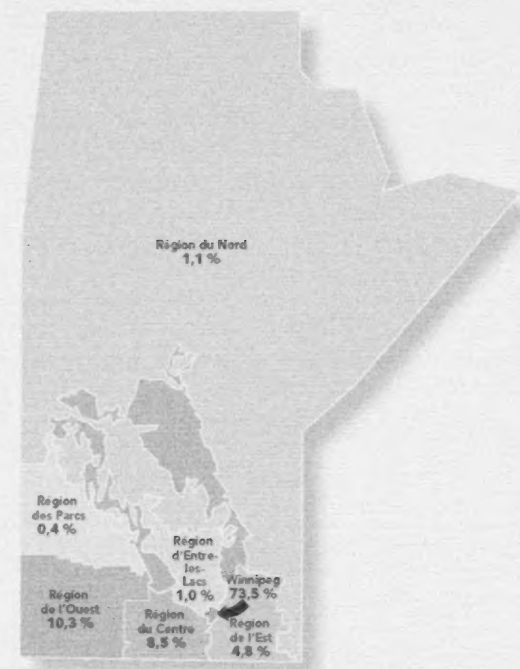 Région du Nord
1,1 %
Région
des Parcs
0,4 %
Région
d'Entre-
les-
Lacs
1,0 %
Winnipeg
73,5 %
Région
de l'Ouest
10,3 %
Région
du Centre
8,5 %
Région
de l'Est
4,8 %